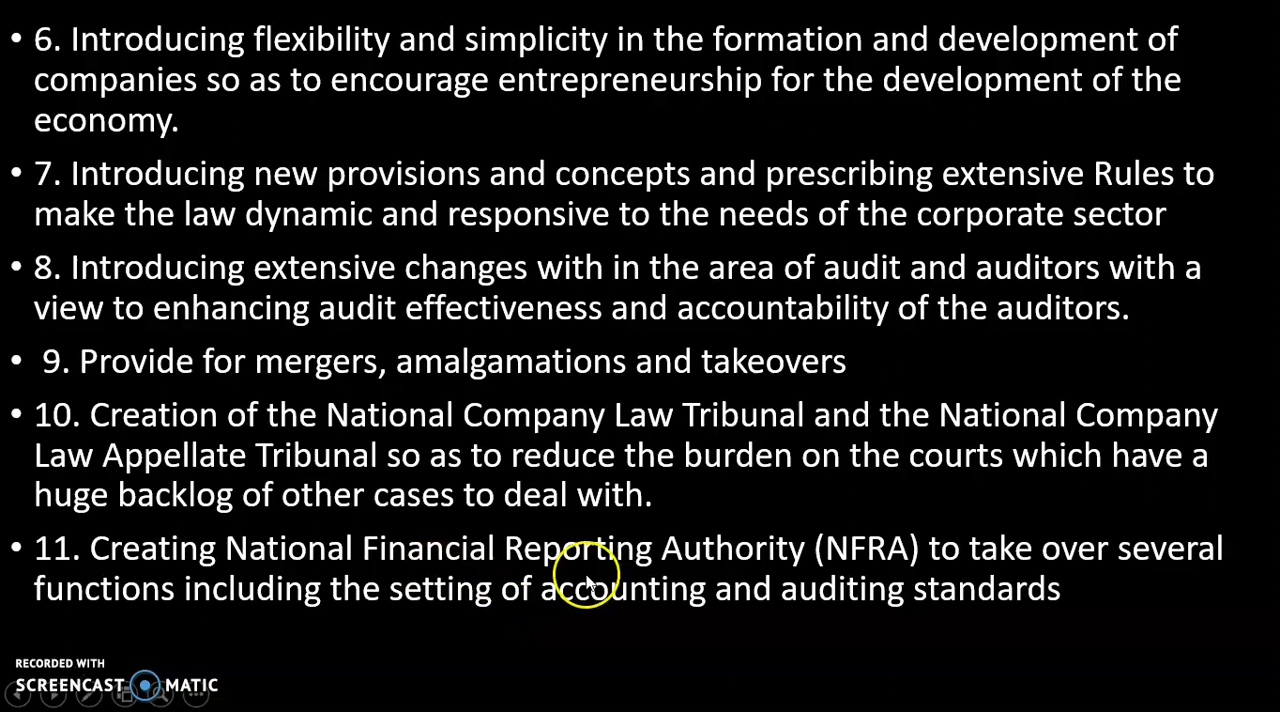 • 6. Introducing flexibility and simplicity in the formation and development of
companies so as to encourage entrepreneurship for the development of the
economy.
• 7. Introducing new provisions and concepts and prescribing extensive Rules to
make the law dynamic and responsive to the needs of the corporate sector
• 8. Introducing extensive changes with in the area of audit and auditors with a
view to enhancing audit effectiveness and accountability of the auditors.
• 9. Provide for mergers, amalgamations and takeovers
• 10. Creation of the National Company Law Tribunal and the National Company
Law Appellate Tribunal so as to reduce the burden on the courts which have a
huge backlog of other cases to deal with.
• 11. Creating National Financial Reporting Authority (NFRA) to take over several
functions including the setting of accounting and auditing standards
RECORDED WITH
SCREENCAST MATIC